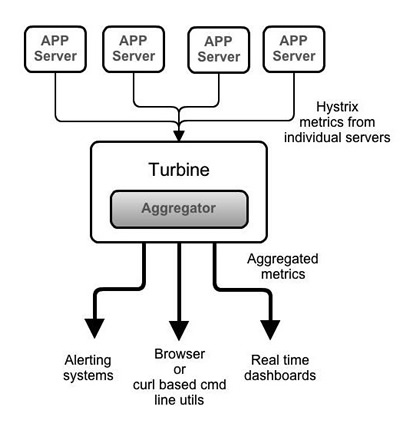 APP
Server
APP
Server
APP
Server
APP
Server
Hystrix
metrics from
individual servers
Turbine
Aggregator
Aggregated
metrics
Alerting
systems
Browser
or
curl based cmd
line utils
Real time
dashboards